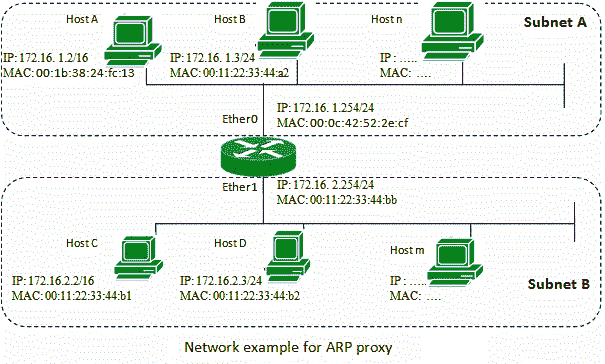 Host A
Host B
Host n
Subnet A
IP: 172.16. 1.2/16
MAC: 00:1b:38:24:fc:13
IP: 172.16. 1.3/24
MAC: 00:11:22:33:44:a2
IP : .....
MAC: ....
IP: 172.16. 1.254/24
MAC: 00:0c:42:52:2e:cf
Ether0
Ether1
IP: 172.16. 2.254/24
MAC: 00:11:22:33:44:bb
Host C
Host D
Host m
IP: 172.16.2.2/16
MAC: 00:11:22:33:44:b1
IP: 172.16.2.3/24
MAC: 00:11:22:33:44:b2
IP : .....
MAC: ....
Subnet B
Network example for ARP proxy